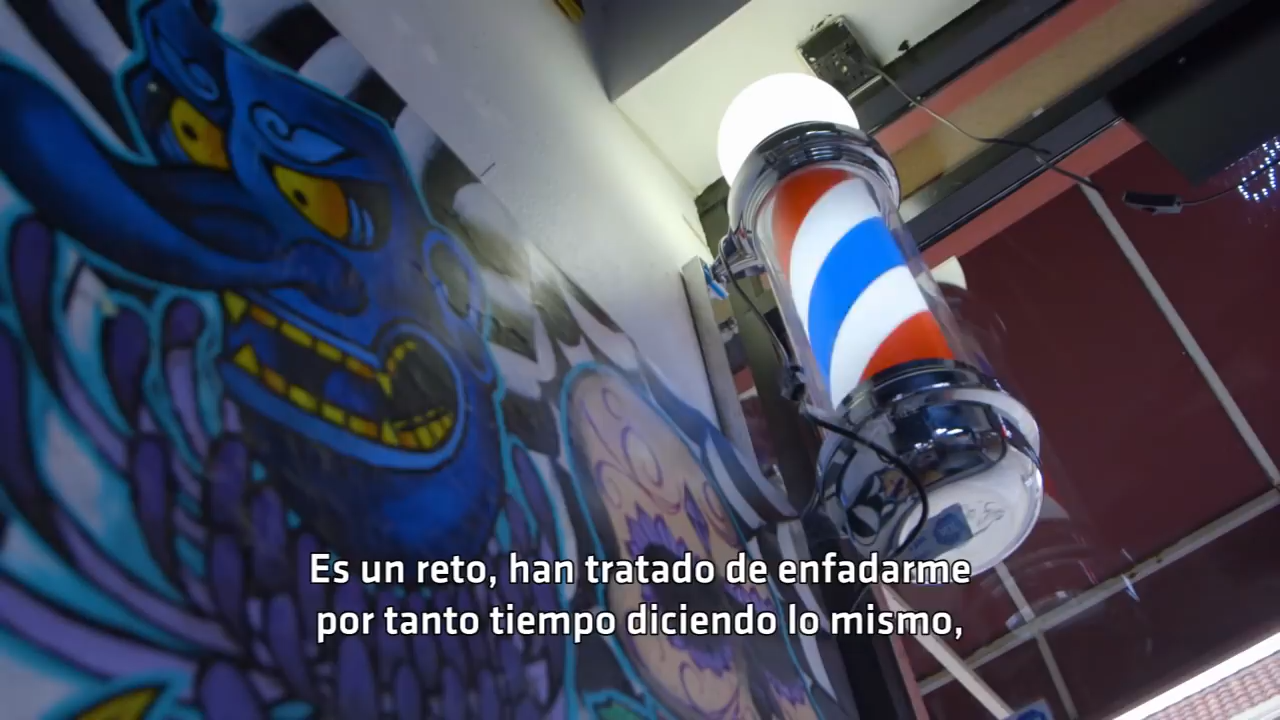 Es un reto, han tratado de enfadarme
por tanto tiempo diciendo lo mismo,